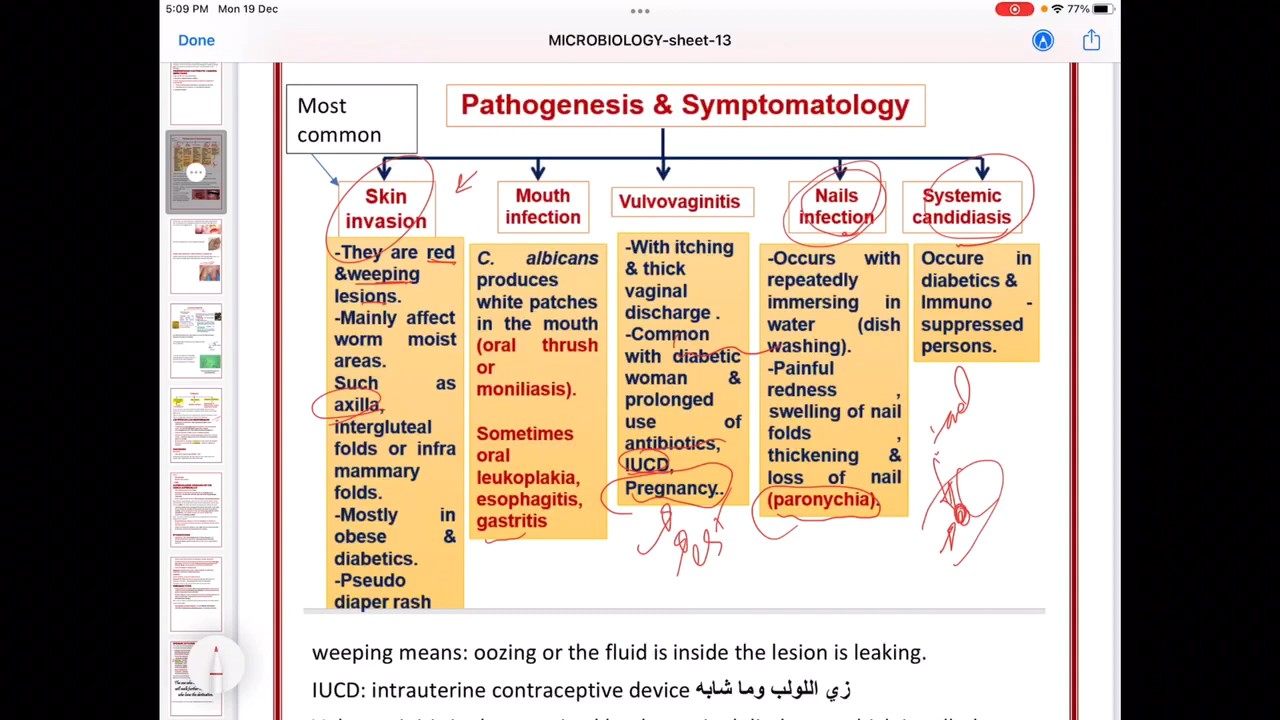 5:09 PM Mon 19 Dec
77%
Done
MICROBIOLOGY-sheet-13
Most
common
Pathogenesis & Symptomatology
Skin
invasion
-They are red
&weeping
lesions.
-Mainly affect
worm moist
areas.
Such as
axilla,
intergluteal
folds or infra
mammary
folds.
-Mostly in
obese &
diabetics.
-Pseudo
diaper rash
Mouth
infection
C. albicans
produces
white patches
in the mouth
(oral thrush
or
moniliasis).
Sometimes
oral
leukoplakia,
esophagitis,
gastritis
Vulvovaginitis
-With itching
& thick
vaginal
discharge .
-Common
with diabetic
woman &
prolonged
use of
antibiotics,
IUCD,
Pregnancy..
Nails
infection
-Occurs with
repeatedly
immersing in
water (dish
washing).
-Painful
redness ,
swelling of nail
folds ,
thickening &
loss of nail
(paronychia).
Systemic
candidiasis
Occure in
diabetics &
Immuno -
suppressed
persons.
weeping means: oozing or the fluid is inside the lesion is leaking.
IUCD: intrauterine contraceptive device زي اللولب وما شابه